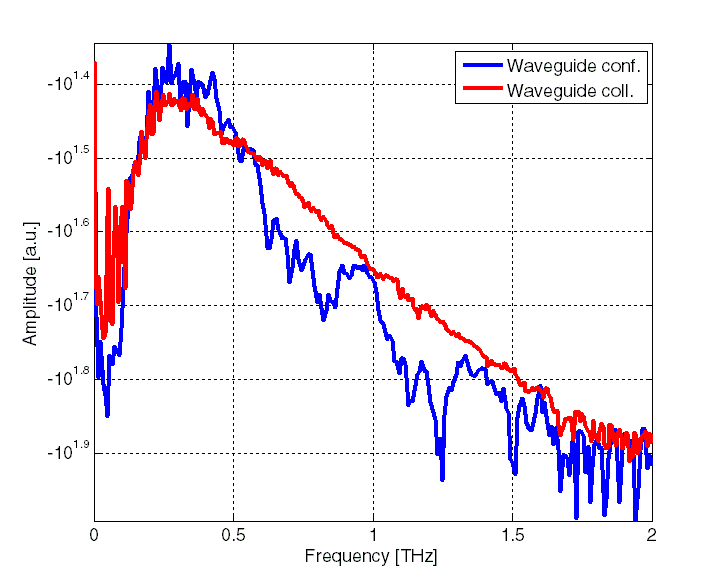 Waveguide conf.
Waveguide coll.
-10^1.4
-10^1.5
-10^1.6
-10^1.7
-10^1.8
-10^1.9
Amplitude [a.u.]
0 0.5 1 1.5 2
Frequency [THz]